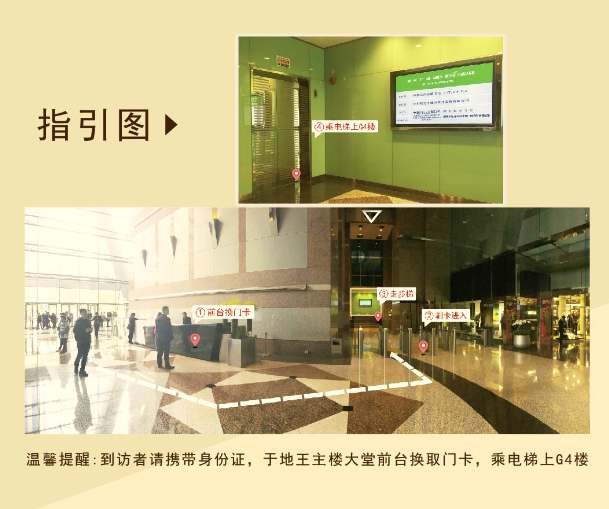 指引图
④乘电梯上G4楼
①前台换门卡
③走步梯
②刷卡进入
温馨提醒:到访者请携带身份证，于地王主楼大堂前台换取门卡，乘电梯上G4楼